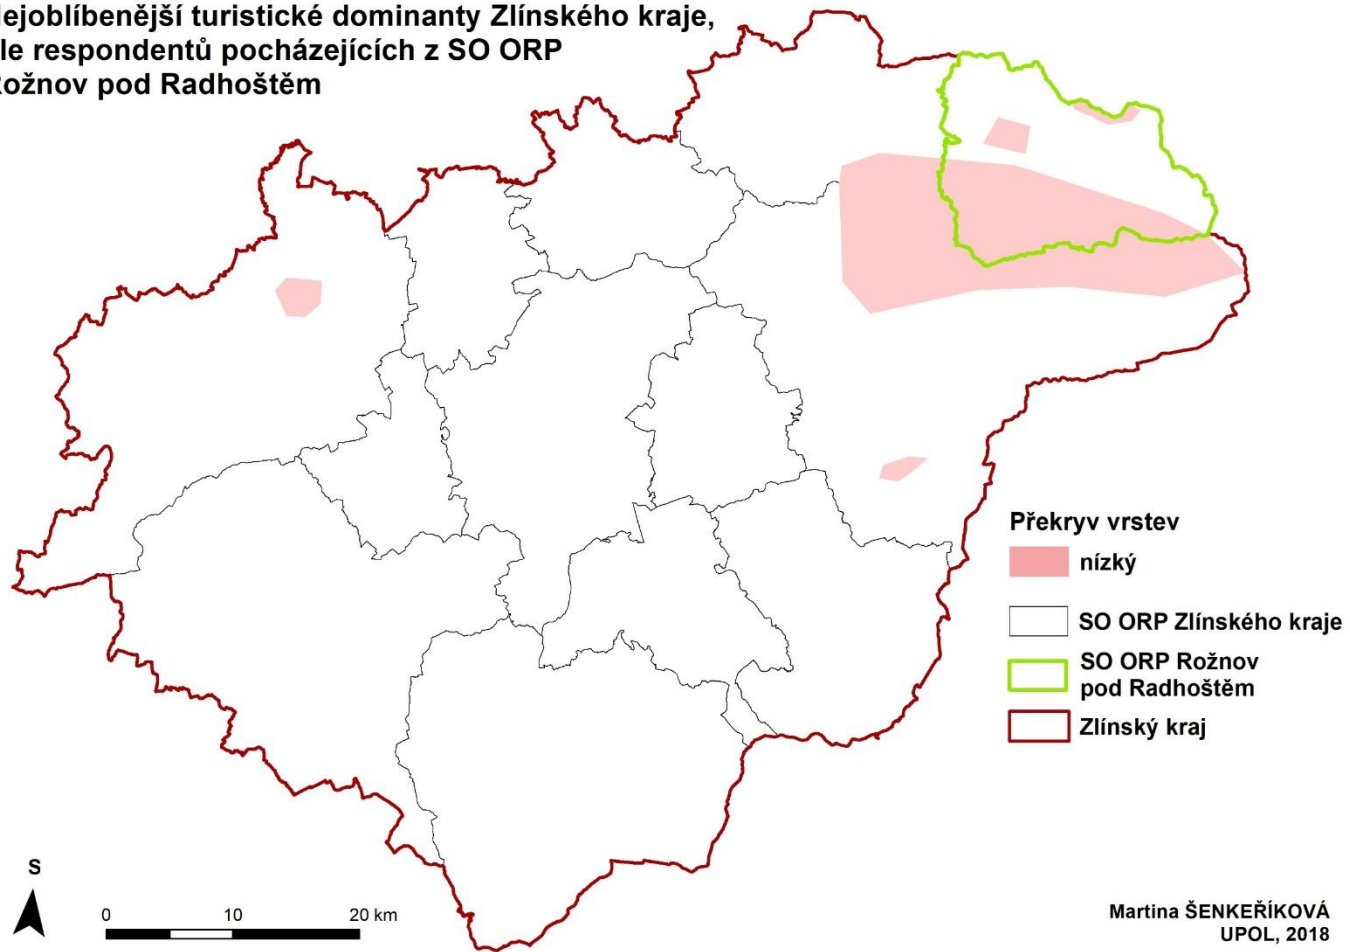 ejoblíbenější turistické dominanty Zlínského kraje,
le respondentů pocházejících z SO ORP
ožnov pod Radhoštěm
Překryv vrstev
nízký
SO ORP Zlínského kraje
SO ORP Rožnov
pod Radhoštěm
Zlínský kraj
S
0 10 20 km
Martina ŠENKEŘÍKOVÁ
UPOL, 2018